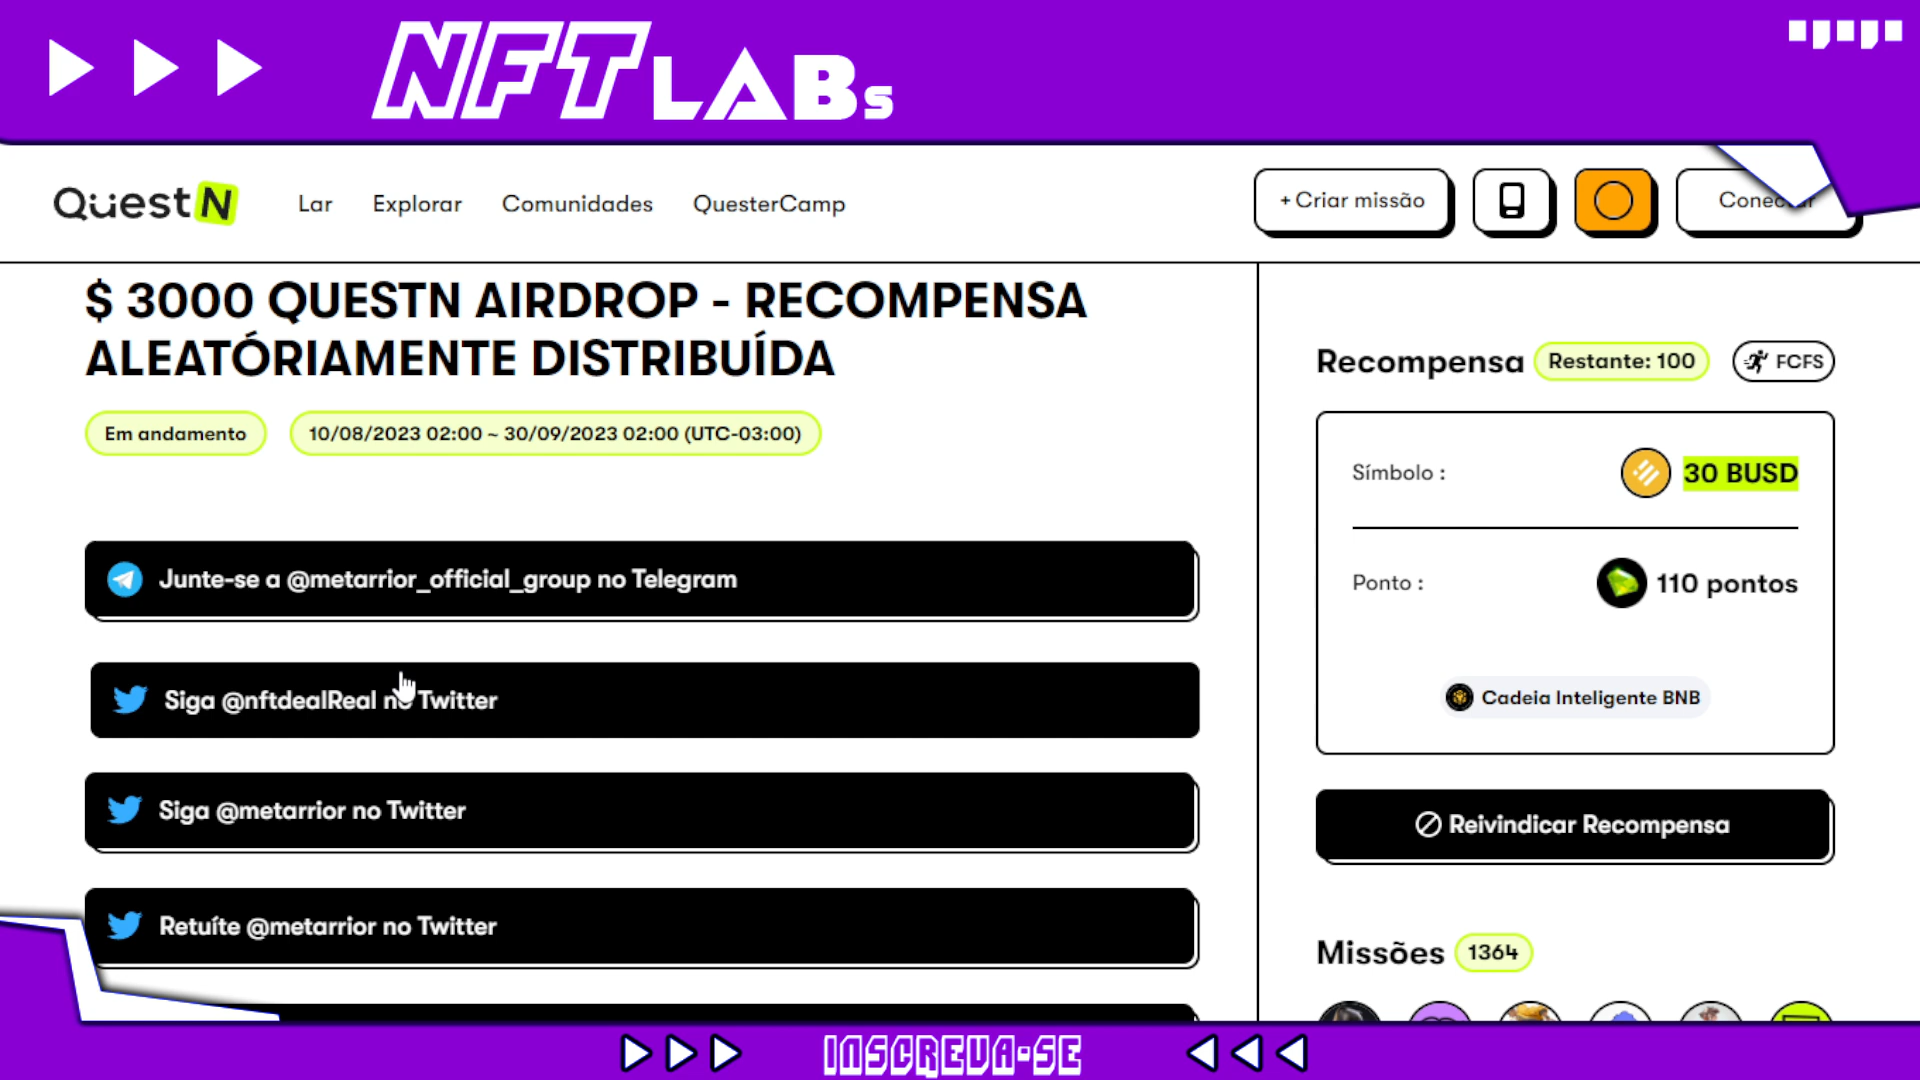 NFT LABs
QuestN
Lar
Explorar
Comunidades
QuesterCamp
+ Criar missão
$ 3000 QUESTN AIRDROP - RECOMPENSA
ALEATÓRIAMENTE DISTRIBUÍDA
Em andamento
10/08/2023 02:00 ~ 30/09/2023 02:00 (UTC-03:00)
Junte-se a @metarrior_official_group no Telegram
Siga @nftdealReal no Twitter
Siga @metarrior no Twitter
Retuíte @metarrior no Twitter
Recompensa
Restante: 100
FCFS
Símbolo :
30 BUSD
Ponto :
110 pontos
Cadeia Inteligente BNB
Reivindicar Recompensa
Missões
1364
INSCREVA-SE